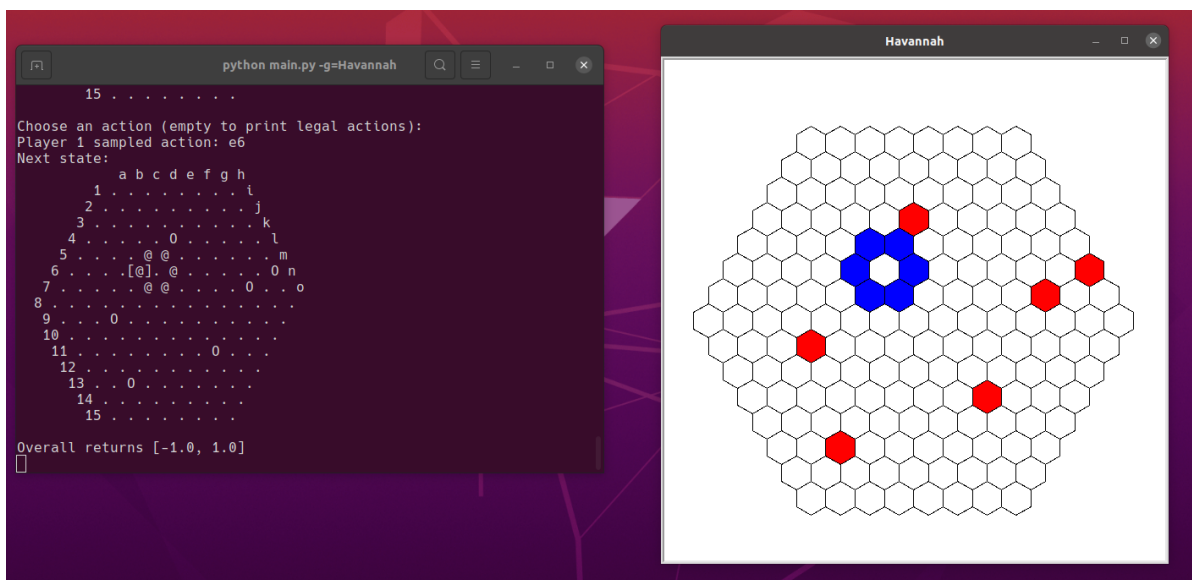 python main.py -g=Havannah
15 . . . . . . . .
Choose an action (empty to print legal actions):
Player 1 sampled action: e6
Next state:
a b c d e f g h
1 . . . . . . . . i
2 . . . . . . . . . j
3 . . . . . . . . . . k
4 . . . . . O . . . . . l
5 . . . . @ @ . . . . . . m
6 . . . .[@]. @ . . . . . O n
7 . . . . . @ @ . . . . O . . o
8 . . . . . . . . . . . . . . .
9 . . . O . . . . . . . . . .
10 . . . . . . . . . . . . .
11 . . . . . . . . O . . .
12 . . . . . . . . . . .
13 . . O . . . . . . .
14 . . . . . . . . .
15 . . . . . . . .
Overall returns [-1.0, 1.0]
Havannah